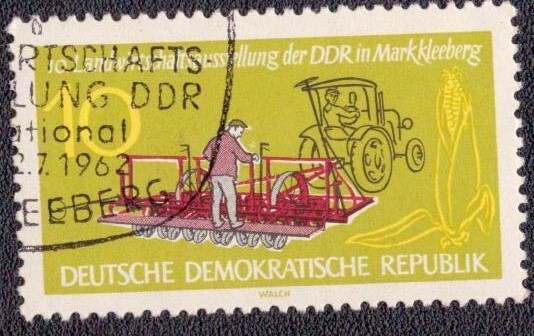 10. Landwirtschaftsausstellung der DDR in Markkleeberg
10
DEUTSCHE DEMOKRATISCHE REPUBLIK
WALCH
RTSCHAFTS
LUNG DDR
ational
2.7.1962
EEBERG